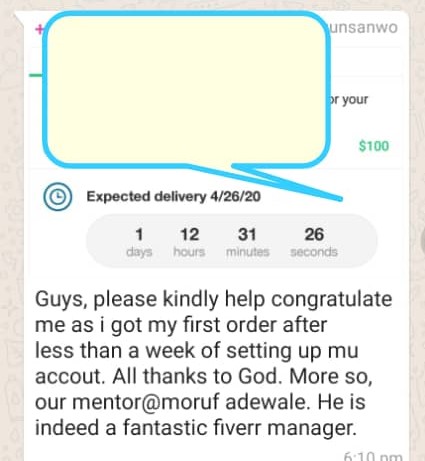 unsanwo
or your
$100
Expected delivery 4/26/20
1 12 31 26
days hours minutes seconds
Guys, please kindly help congratulate
me as i got my first order after
less than a week of setting up mu
accout. All thanks to God. More so,
our mentor@moruf adewale. He is
indeed a fantastic fiverr manager.
6:10 pm